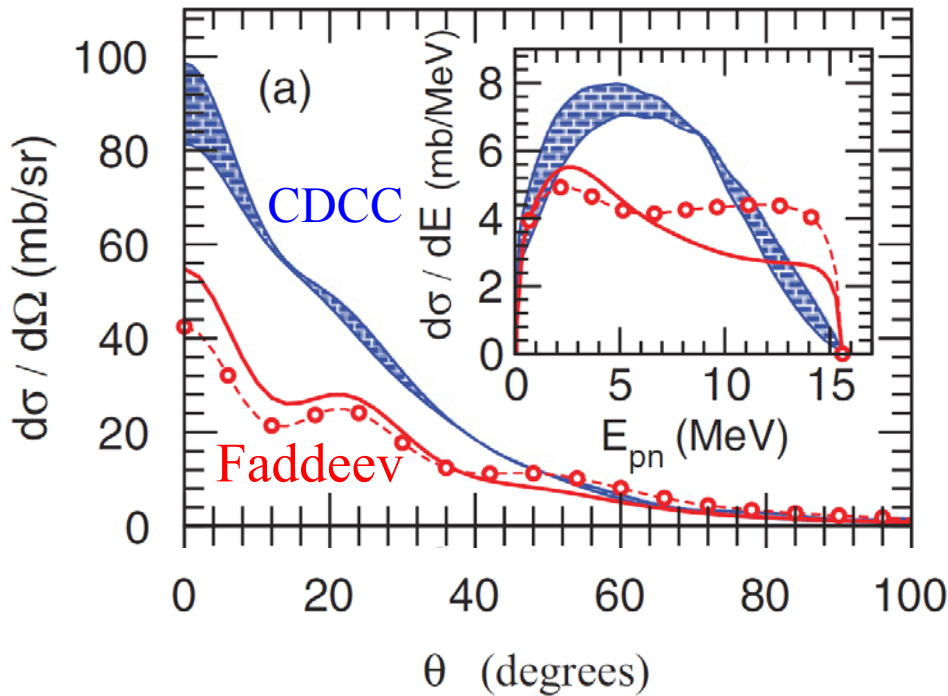 (a)
CDCC
Faddeev
100
80
60
40
20
0
dσ / dΩ (mb/sr)
0 20 40 60 80 100
θ (degrees)
8
6
4
2
0
dσ / dE (mb/MeV)
0 5 10 15
E_pn (MeV)